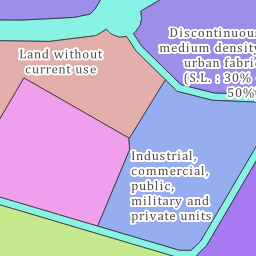 Land without
current use
Discontinuous
medium density
urban fabric
(S.L. : 30% -
50%
Industrial,
commercial,
public,
military and
private units